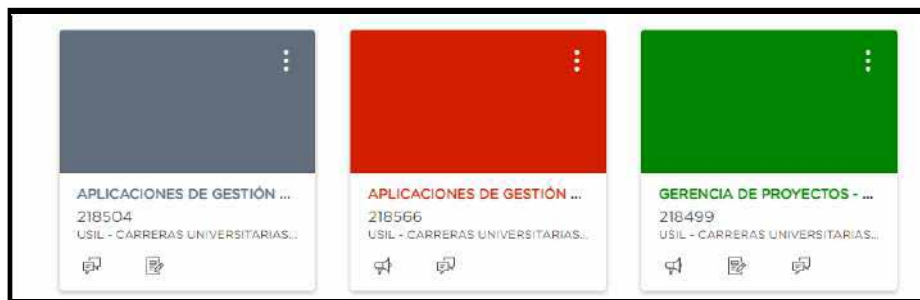 APLICACIONES DE GESTIÓN ...
218504
USIL - CARRERAS UNIVERSITARIAS...
APLICACIONES DE GESTIÓN ...
218566
USIL - CARRERAS UNIVERSITARIAS...
GERENCIA DE PROYECTOS - ...
218499
USIL - CARRERAS UNIVERSITARIAS...